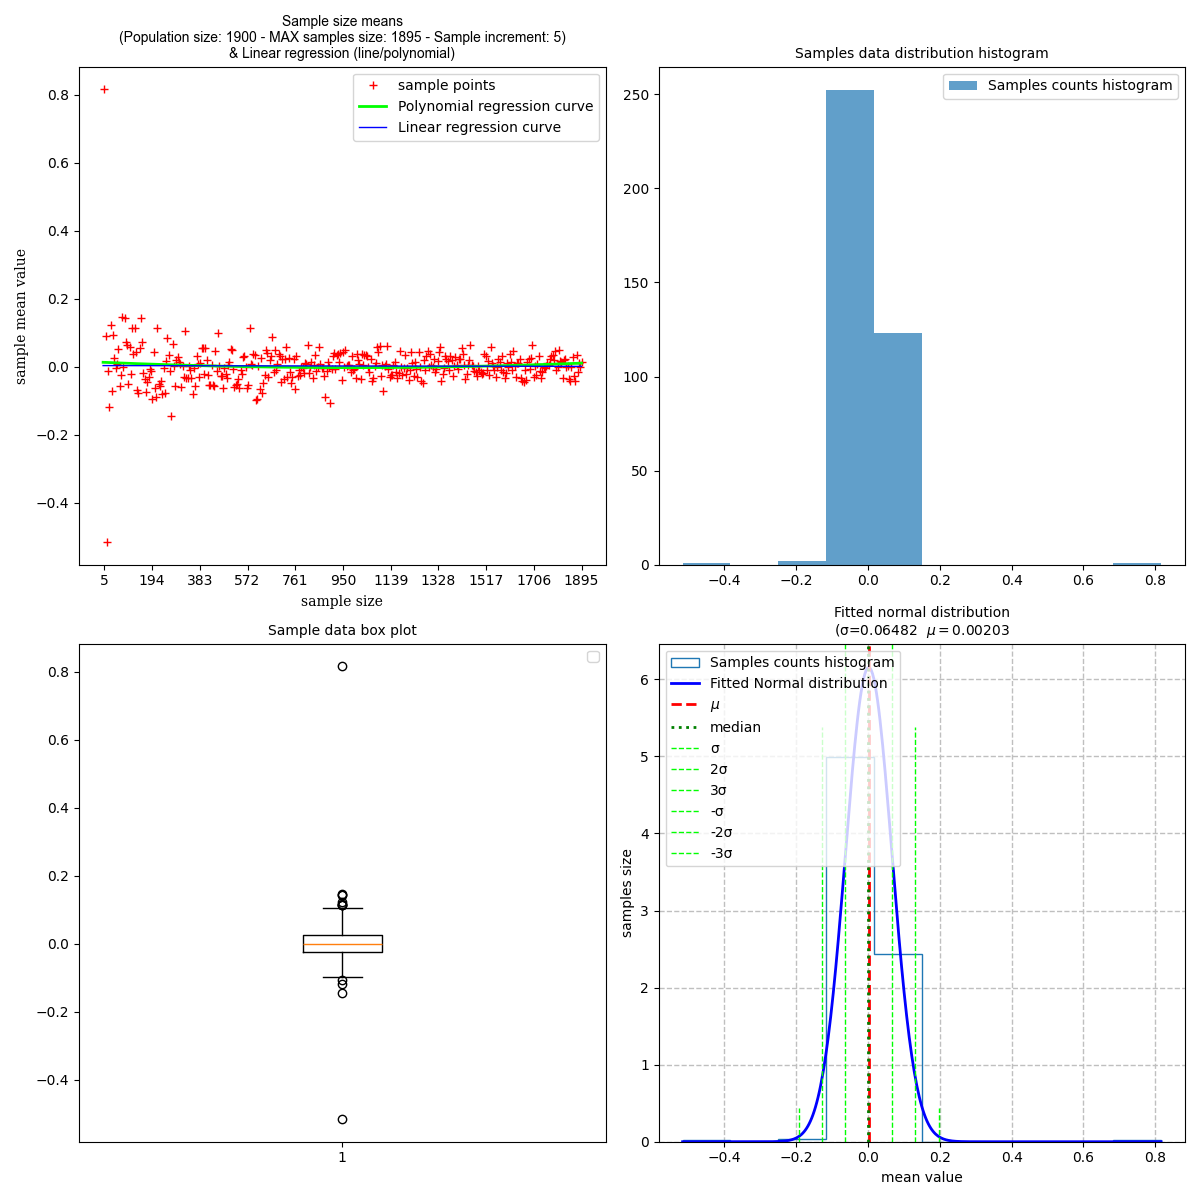 Sample size means
(Population size: 1900 - MAX samples size: 1895 - Sample increment: 5)
& Linear regression (line/polynomial)
sample points
Polynomial regression curve
Linear regression curve
0.8
0.6
0.4
0.2
0.0
−0.2
−0.4
sample mean value
5 194 383 572 761 950 1139 1328 1517 1706 1895
sample size
Samples data distribution histogram
Samples counts histogram
250
200
150
100
50
0
−0.4 −0.2 0.0 0.2 0.4 0.6 0.8
Sample data box plot
0.8
0.6
0.4
0.2
0.0
−0.2
−0.4
1
Fitted normal distribution
(σ=0.06482 μ = 0.00203
Samples counts histogram
Fitted Normal distribution
μ
median
σ
2σ
3σ
-σ
-2σ
-3σ
6
5
4
3
2
1
0
samples size
−0.4 −0.2 0.0 0.2 0.4 0.6 0.8
mean value